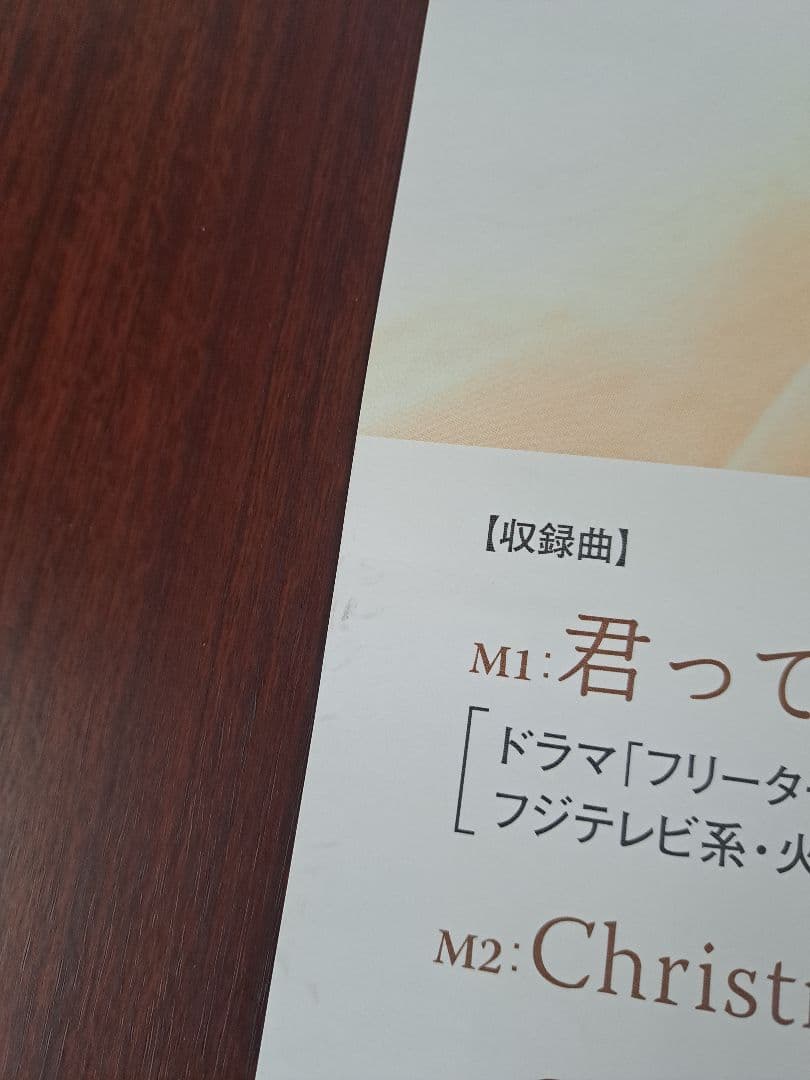 【収録曲】
M1:君って
ドラマ「フリーター
フジテレビ系・火
M2:Christ